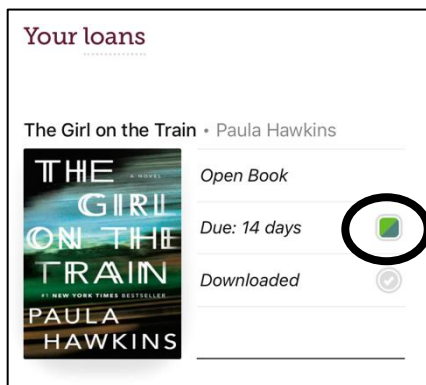 Your loans
The Girl on the Train • Paula Hawkins
THE
A NOVEL
GIRL
ON THE
TRAIN
#1 NEW YORK TIMES BESTSELLER
PAULA
HAWKINS
Open Book
Due: 14 days
Downloaded